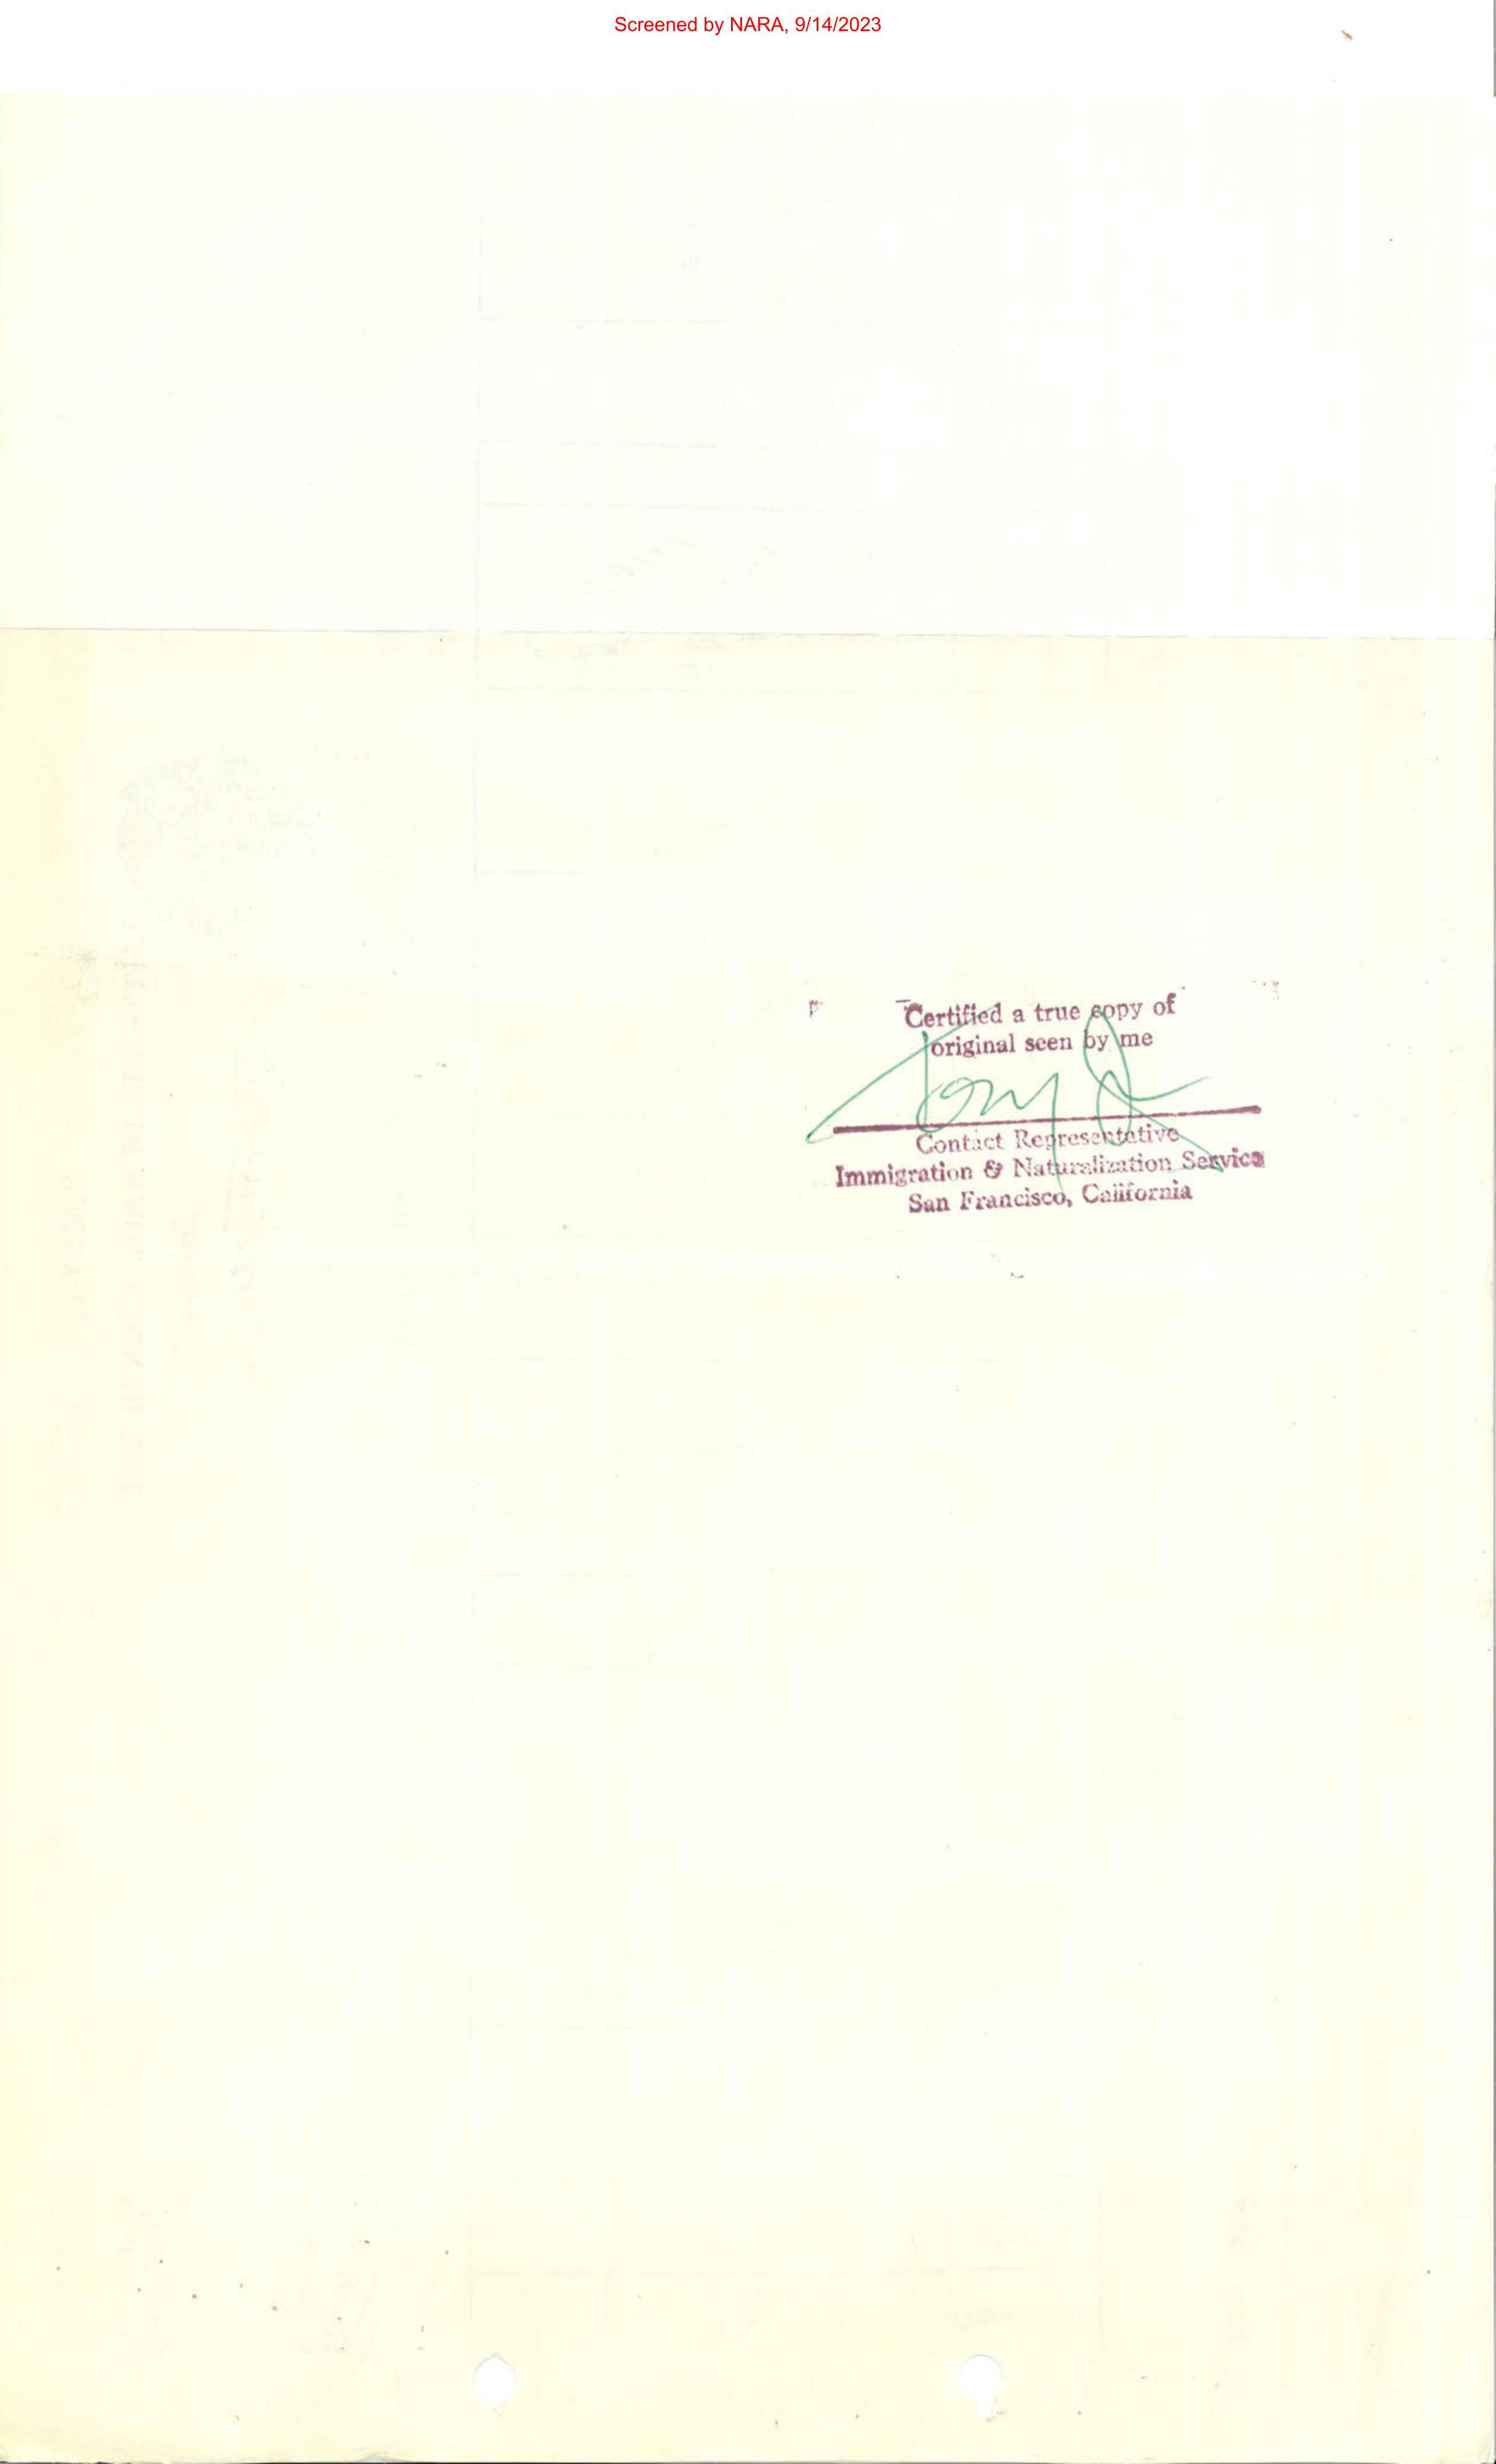 Screened by NARA, 9/14/2023
Certified a true copy of
original seen by me
Contact Representative
Immigration & Naturalization Service
San Francisco, California